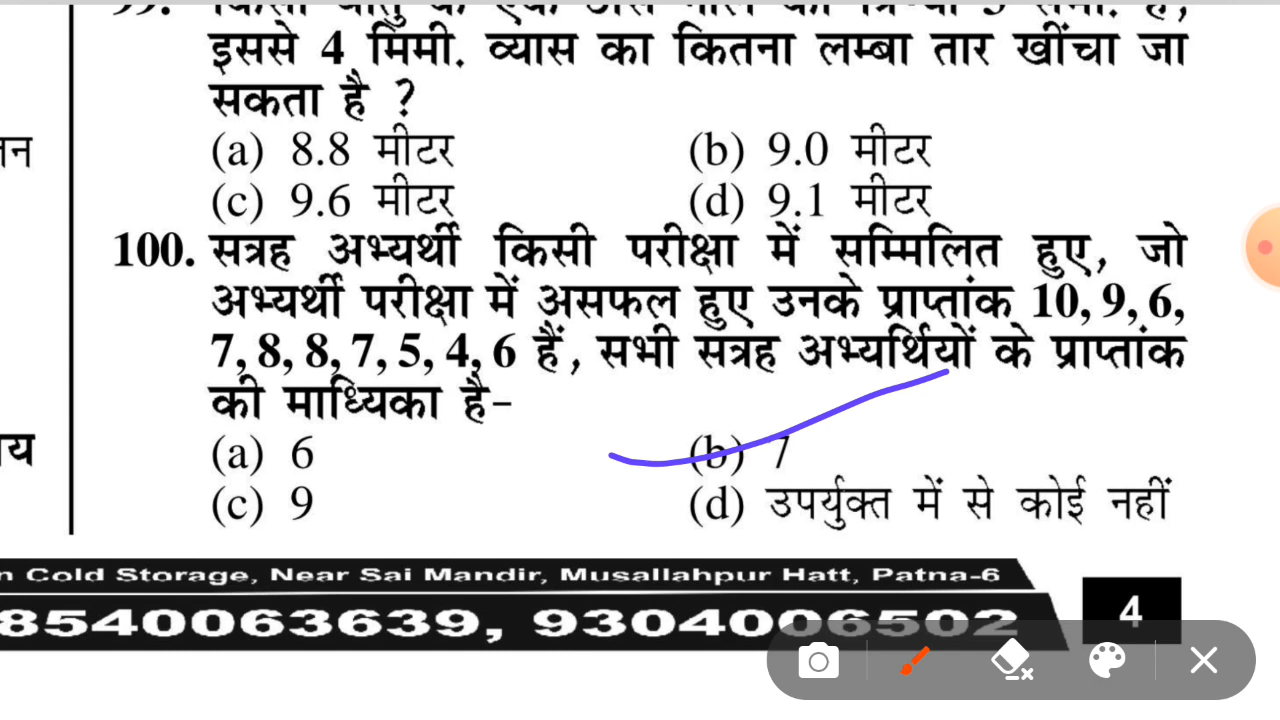 इससे 4 मिमी. व्यास का कितना लम्बा तार खींचा जा
सकता है ?
(a) 8.8 मीटर (b) 9.0 मीटर
(c) 9.6 मीटर (d) 9.1 मीटर
100. सत्रह अभ्यर्थी किसी परीक्षा में सम्मिलित हुए, जो
अभ्यर्थी परीक्षा में असफल हुए उनके प्राप्तांक 10, 9, 6,
7, 8, 8, 7, 5, 4, 6 हैं, सभी सत्रह अभ्यर्थियों के प्राप्तांक
की माध्यिका है–
(a) 6 (b) 7
(c) 9 (d) उपर्युक्त में से कोई नहीं
Cold Storage, Near Sai Mandir, Musallahpur Hatt, Patna-6
8540063639, 9304006502
4